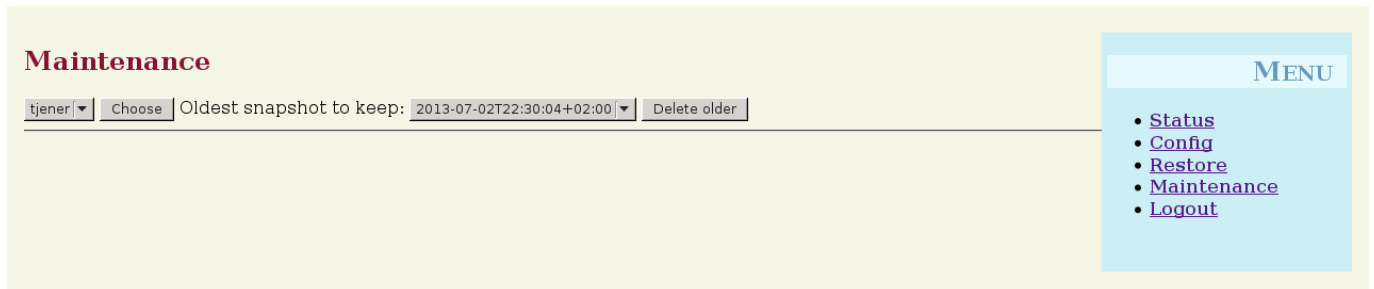 Maintenance
tjener Choose Oldest snapshot to keep: 2013-07-02T22:30:04+02:00 Delete older
MENU
Status
Config
Restore
Maintenance
Logout